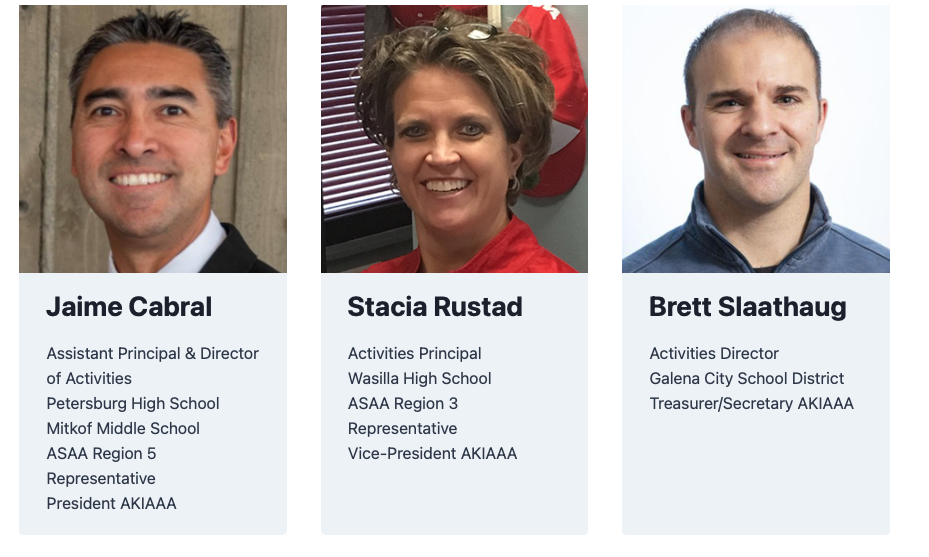 Jaime Cabral
Assistant Principal & Director
of Activities
Petersburg High School
Mitkof Middle School
ASAA Region 5
Representative
President AKIAAA
Stacia Rustad
Activities Principal
Wasilla High School
ASAA Region 3
Representative
Vice-President AKIAAA
Brett Slaathaug
Activities Director
Galena City School District
Treasurer/Secretary AKIAAA